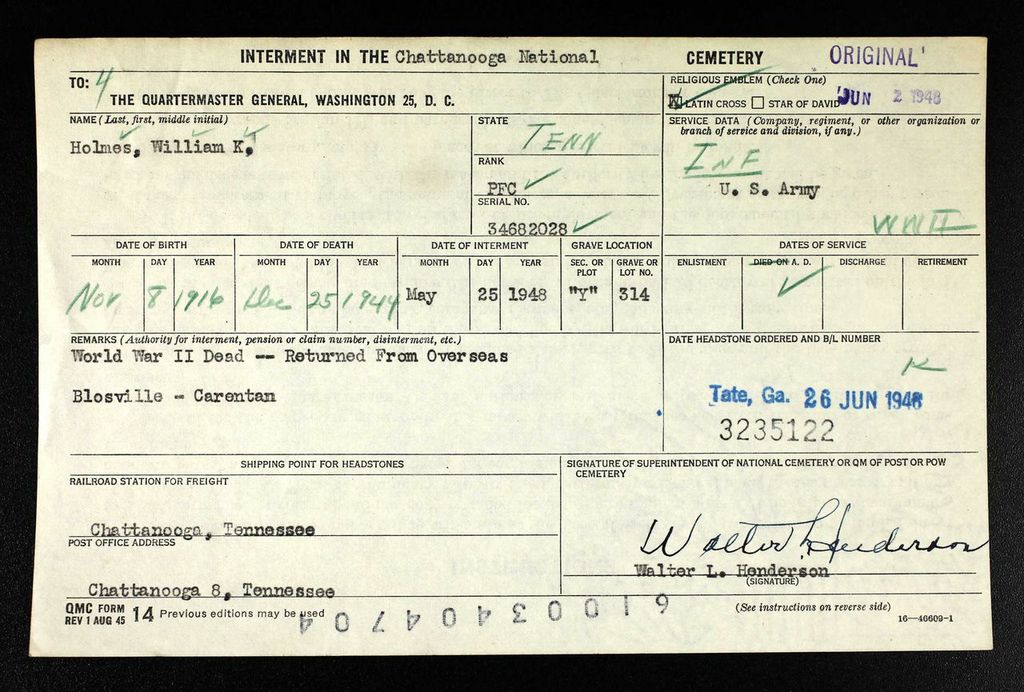 INTERMENT IN THE Chattanooga National CEMETERY ORIGINAL
TO: 4
THE QUARTERMASTER GENERAL, WASHINGTON 25, D. C.
RELIGIOUS EMBLEM (Check One)
LATIN CROSS STAR OF DAVID JUN 2 1948
NAME (Last, first, middle initial)
Holmes, William K.
STATE
TENN
RANK
PFC
SERIAL NO.
34682028
SERVICE DATA (Company, regiment, or other organization or
branch of service and division, if any.)
INF
U. S. Army
WWII
DATE OF BIRTH DATE OF DEATH DATE OF INTERMENT GRAVE LOCATION DATES OF SERVICE
MONTH DAY YEAR MONTH DAY YEAR MONTH DAY YEAR SEC. OR PLOT GRAVE OR LOT NO. ENLISTMENT DIED ON A. D. DISCHARGE RETIREMENT
Nov 8 1916 Dec 25 1944 May 25 1948 "Y" 314
REMARKS (Authority for interment, pension or claim number, disinterment, etc.)
World War II Dead -- Returned From Overseas
Blosville - Carentan
DATE HEADSTONE ORDERED AND B/L NUMBER
Tate, Ga. 26 JUN 1948
3235122
SHIPPING POINT FOR HEADSTONES
RAILROAD STATION FOR FREIGHT
Chattanooga, Tennessee
POST OFFICE ADDRESS
Chattanooga 8, Tennessee
SIGNATURE OF SUPERINTENDENT OF NATIONAL CEMETERY OR QM OF POST OR POW
CEMETERY
Walter L. Henderson
Walter L. Henderson
(SIGNATURE)
QMC FORM
REV 1 AUG 45 14 Previous editions may be used
(See instructions on reverse side)
16—46609-1